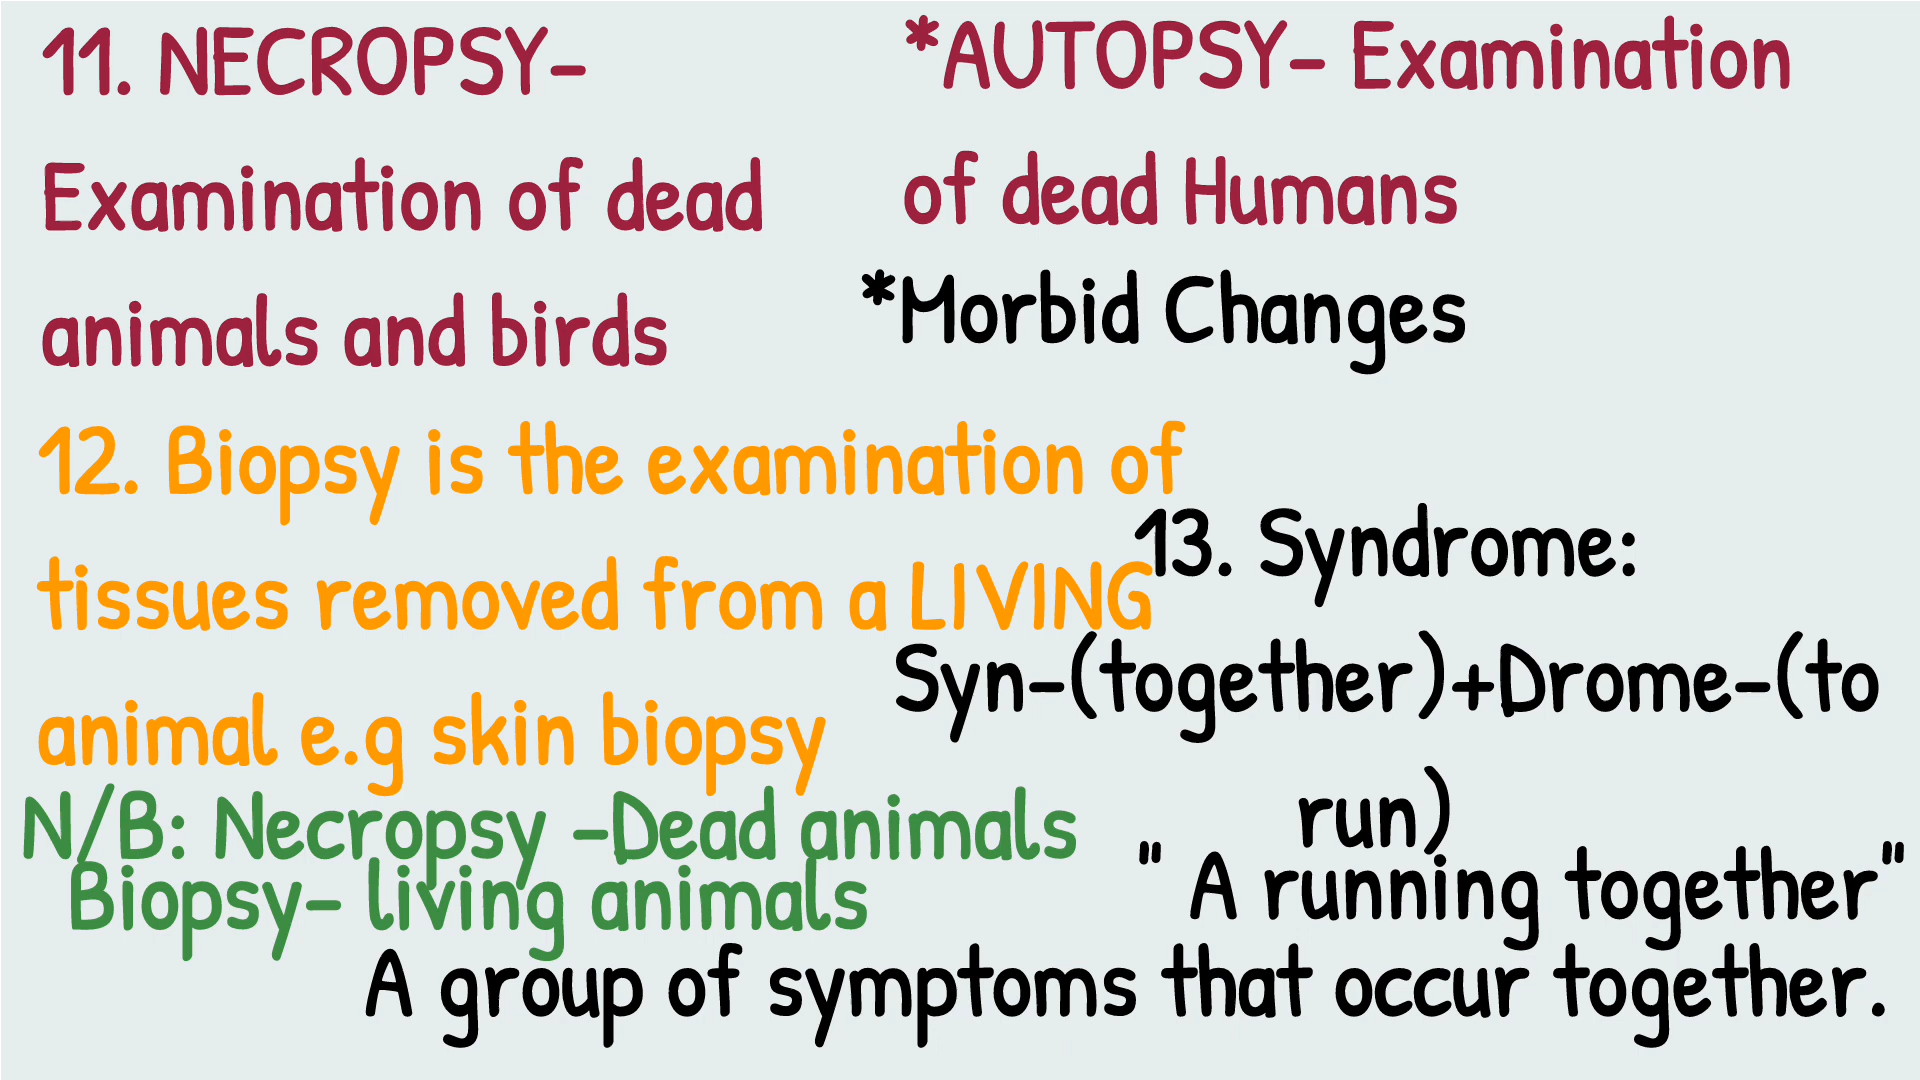 11. NECROPSY-
Examination of dead
animals and birds
*AUTOPSY- Examination
of dead Humans
*Morbid Changes
12. Biopsy is the examination of
tissues removed from a LIVING
animal e.g skin biopsy
N/B: Necropsy -Dead animals
Biopsy- living animals
13. Syndrome:
Syn-(together)+Drome-(to
run)
" A running together"
A group of symptoms that occur together.